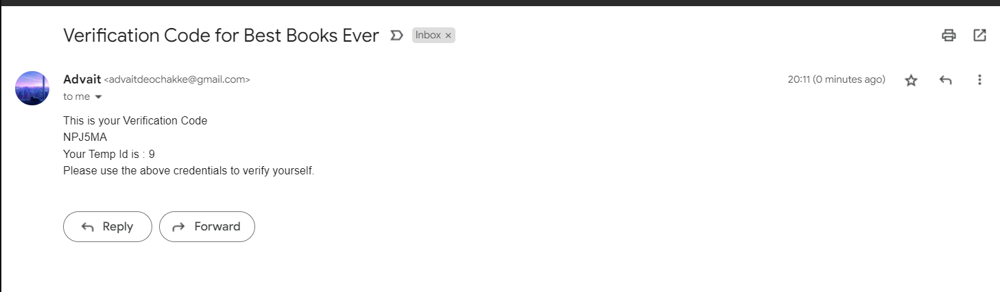 Verification Code for Best Books Ever Inbox ×
Advait <advaitdeochakke@gmail.com> 20:11 (0 minutes ago)
to me
This is your Verification Code
NPJ5MA
Your Temp Id is : 9
Please use the above credentials to verify yourself.
Reply Forward